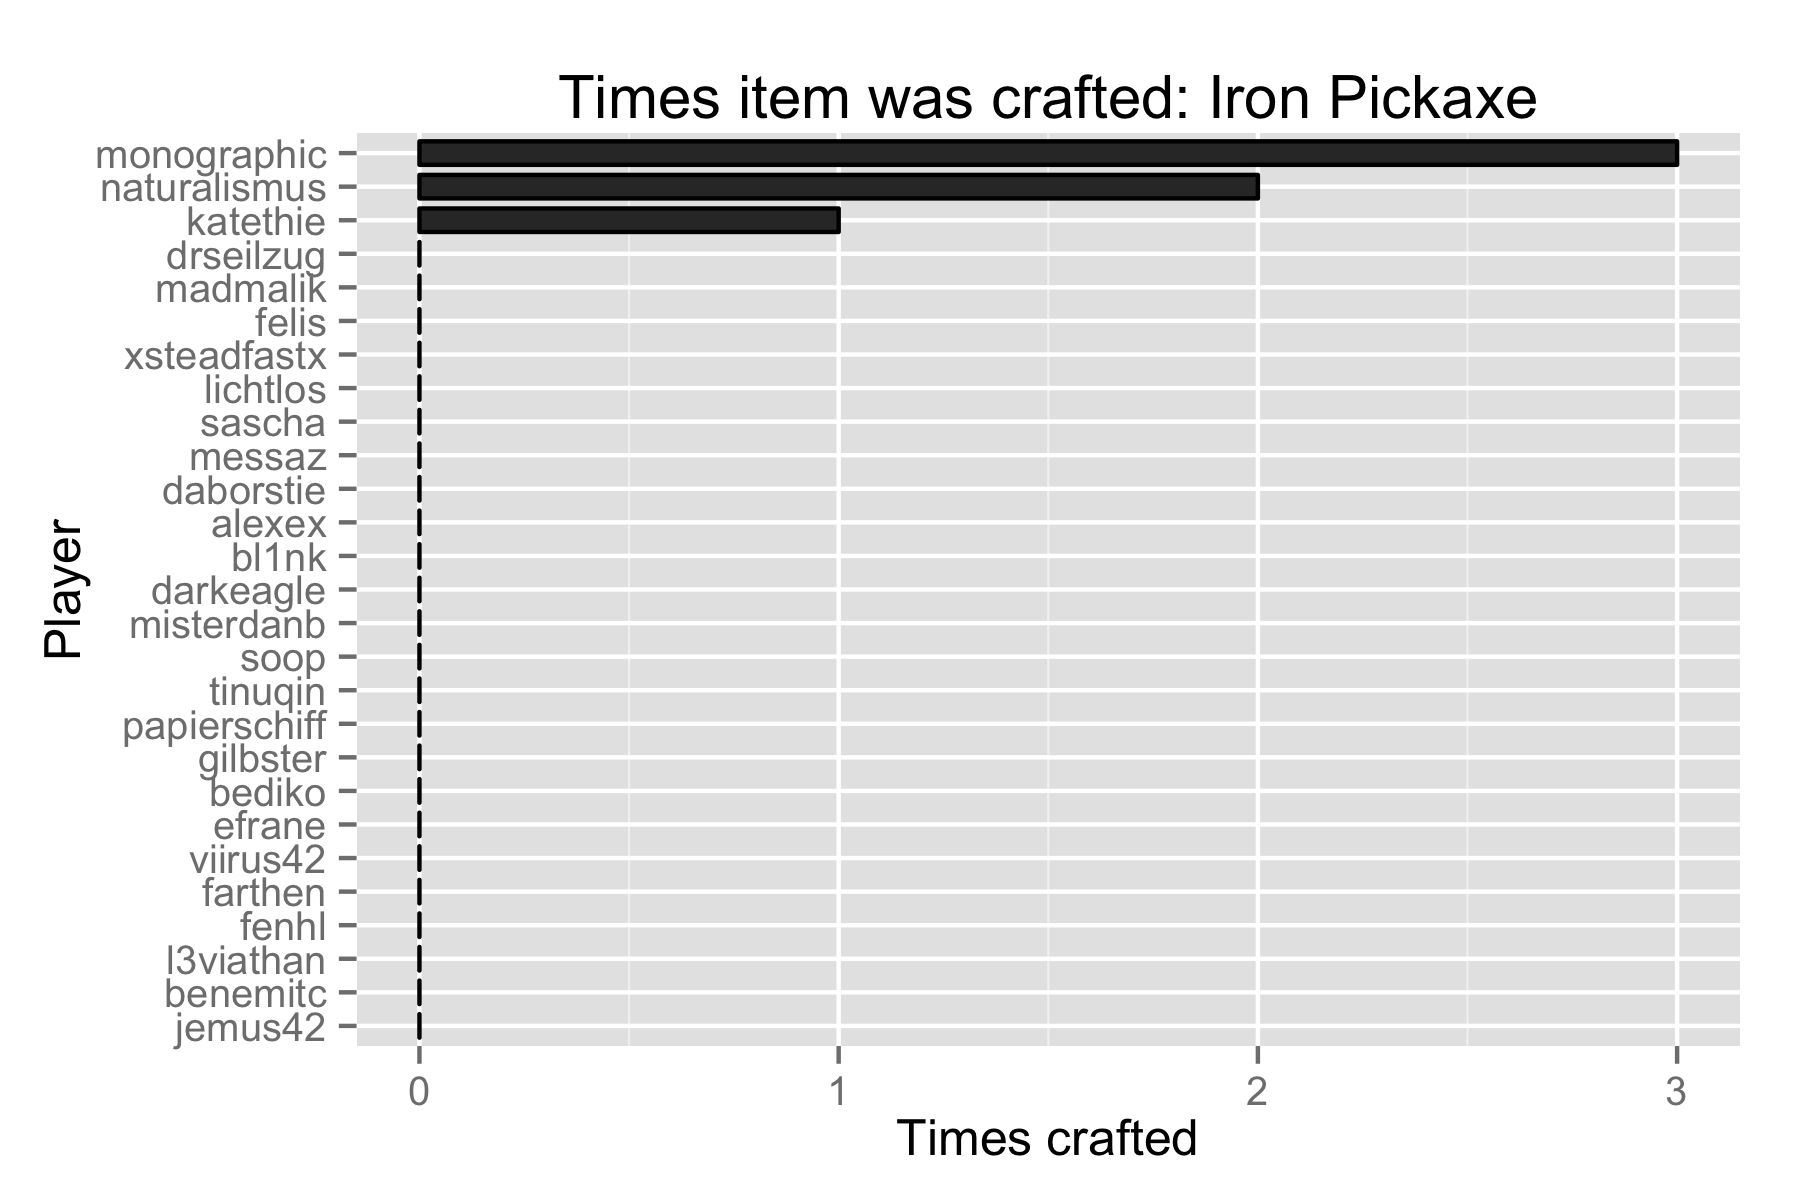 Times item was crafted: Iron Pickaxe
monographic
naturalismus
katethie
drseilzug
madmalik
felis
xsteadfastx
lichtlos
sascha
messaz
daborstie
alexex
bl1nk
darkeagle
misterdanb
soop
tinuqin
papierschiff
gilbster
bediko
efrane
viirus42
farthen
fenhl
l3viathan
benemitc
jemus42
Player
0 1 2 3
Times crafted